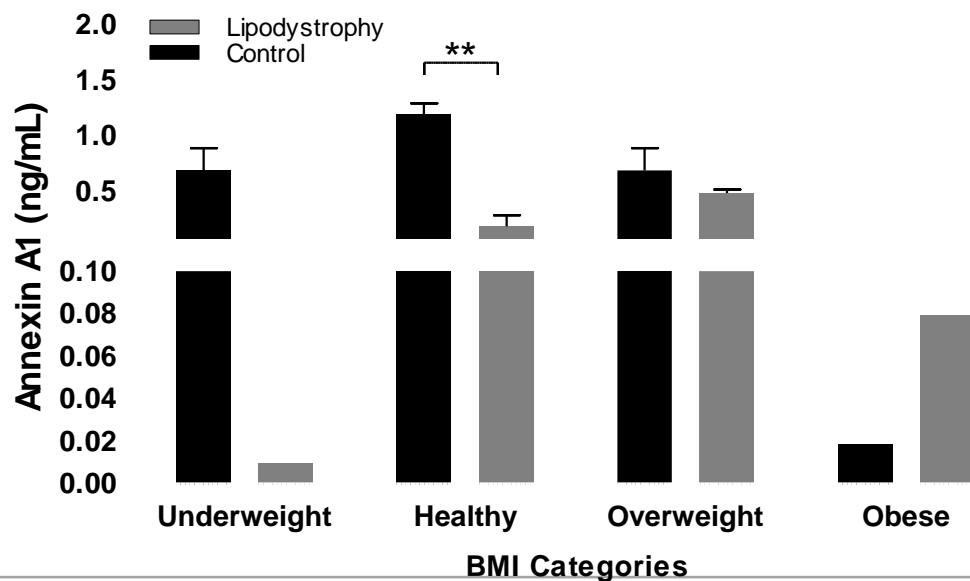 Lipodystrophy
Control
**
Annexin A1 (ng/mL)
2.0
1.5
1.0
0.5
0.10
0.08
0.06
0.04
0.02
0.00
Underweight Healthy Overweight Obese
BMI Categories